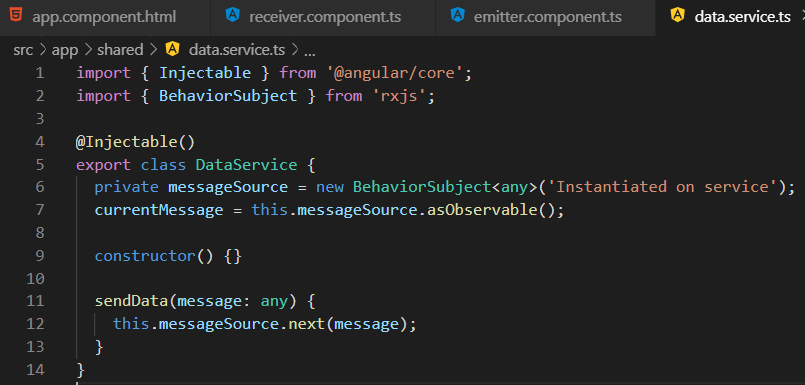 app.component.html receiver.component.ts emitter.component.ts data.service.ts
src > app > shared > data.service.ts > ...
1 import { Injectable } from '@angular/core';
2 import { BehaviorSubject } from 'rxjs';
3
4 @Injectable()
5 export class DataService {
6   private messageSource = new BehaviorSubject<any>('Instantiated on service');
7   currentMessage = this.messageSource.asObservable();
8
9   constructor() {}
10
11   sendData(message: any) {
12     this.messageSource.next(message);
13   }
14 }